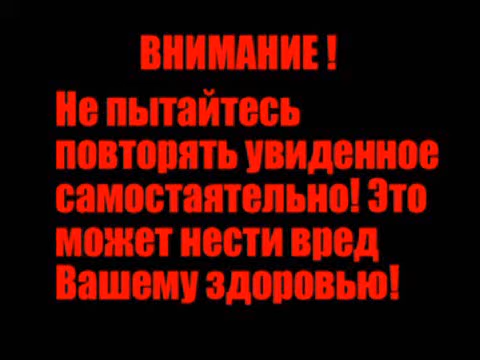 ВНИМАНИЕ !
Не пытайтесь
повторять увиденное
самостаятельно! Это
может нести вред
Вашему здоровью!